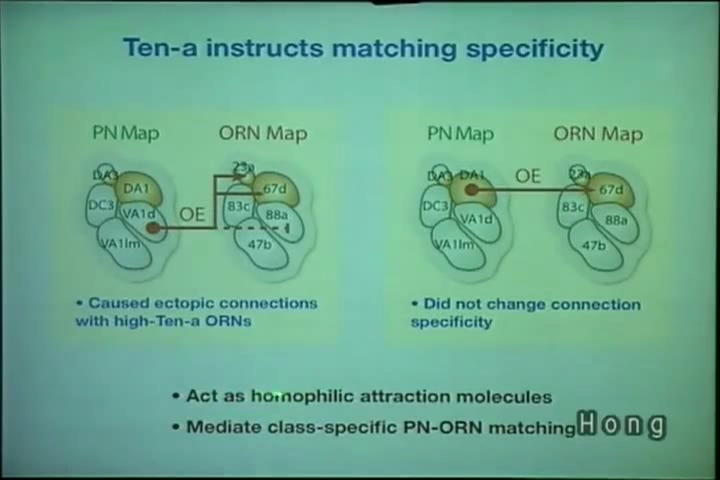 Ten-a instructs matching specificity
PN Map
ORN Map
DA3
DA1
DC3
VA1d
VA1lm
OE
23a
67d
83c
88a
47b
• Caused ectopic connections
with high-Ten-a ORNs
PN Map
ORN Map
DA3
DA1
DC3
VA1d
VA1lm
OE
23a
67d
83c
88a
47b
• Did not change connection
specificity
• Act as homophilic attraction molecules
• Mediate class-specific PN-ORN matching
Hong